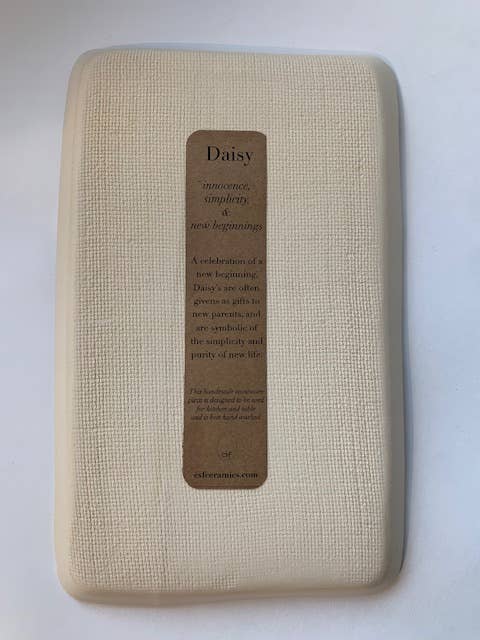 Daisy
innocence,
simplicity,
&
new beginnings
A celebration of a
new beginning.
Daisy's are often
givens as gifts to
new parents, and
are symbolic of
the simplicity and
purity of new life.
This handmade stoneware
piece is designed to be used
for kitchen and table
and is best hand washed.
esfceramics.com